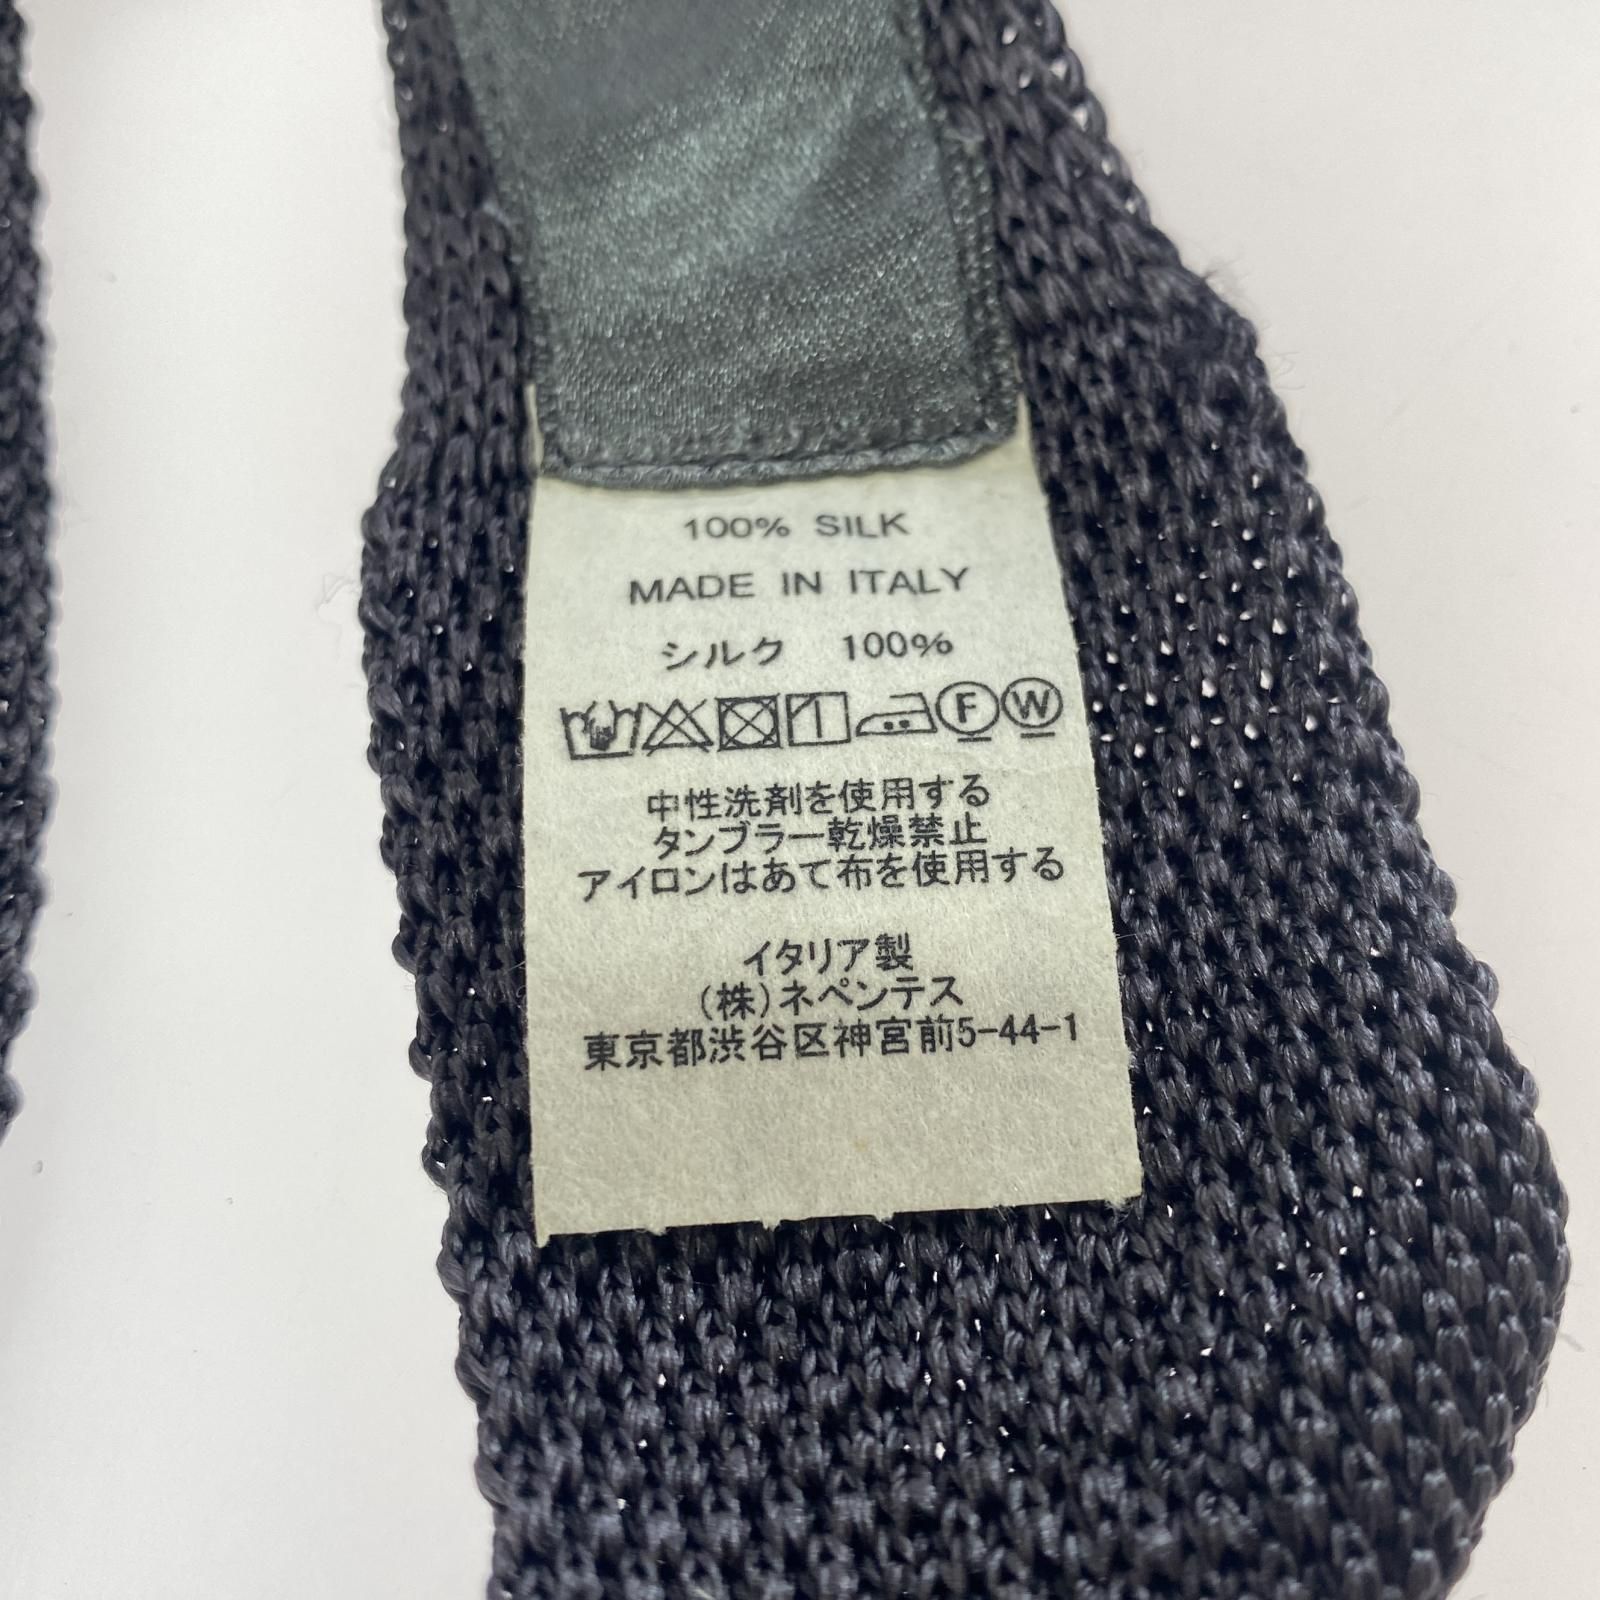 100% SILK
MADE IN ITALY
シルク 100%
F W
中性洗剤を使用する
タンブラー乾燥禁止
アイロンはあて布を使用する
イタリア製
(株)ネペンテス
東京都渋谷区神宮前5-44-1